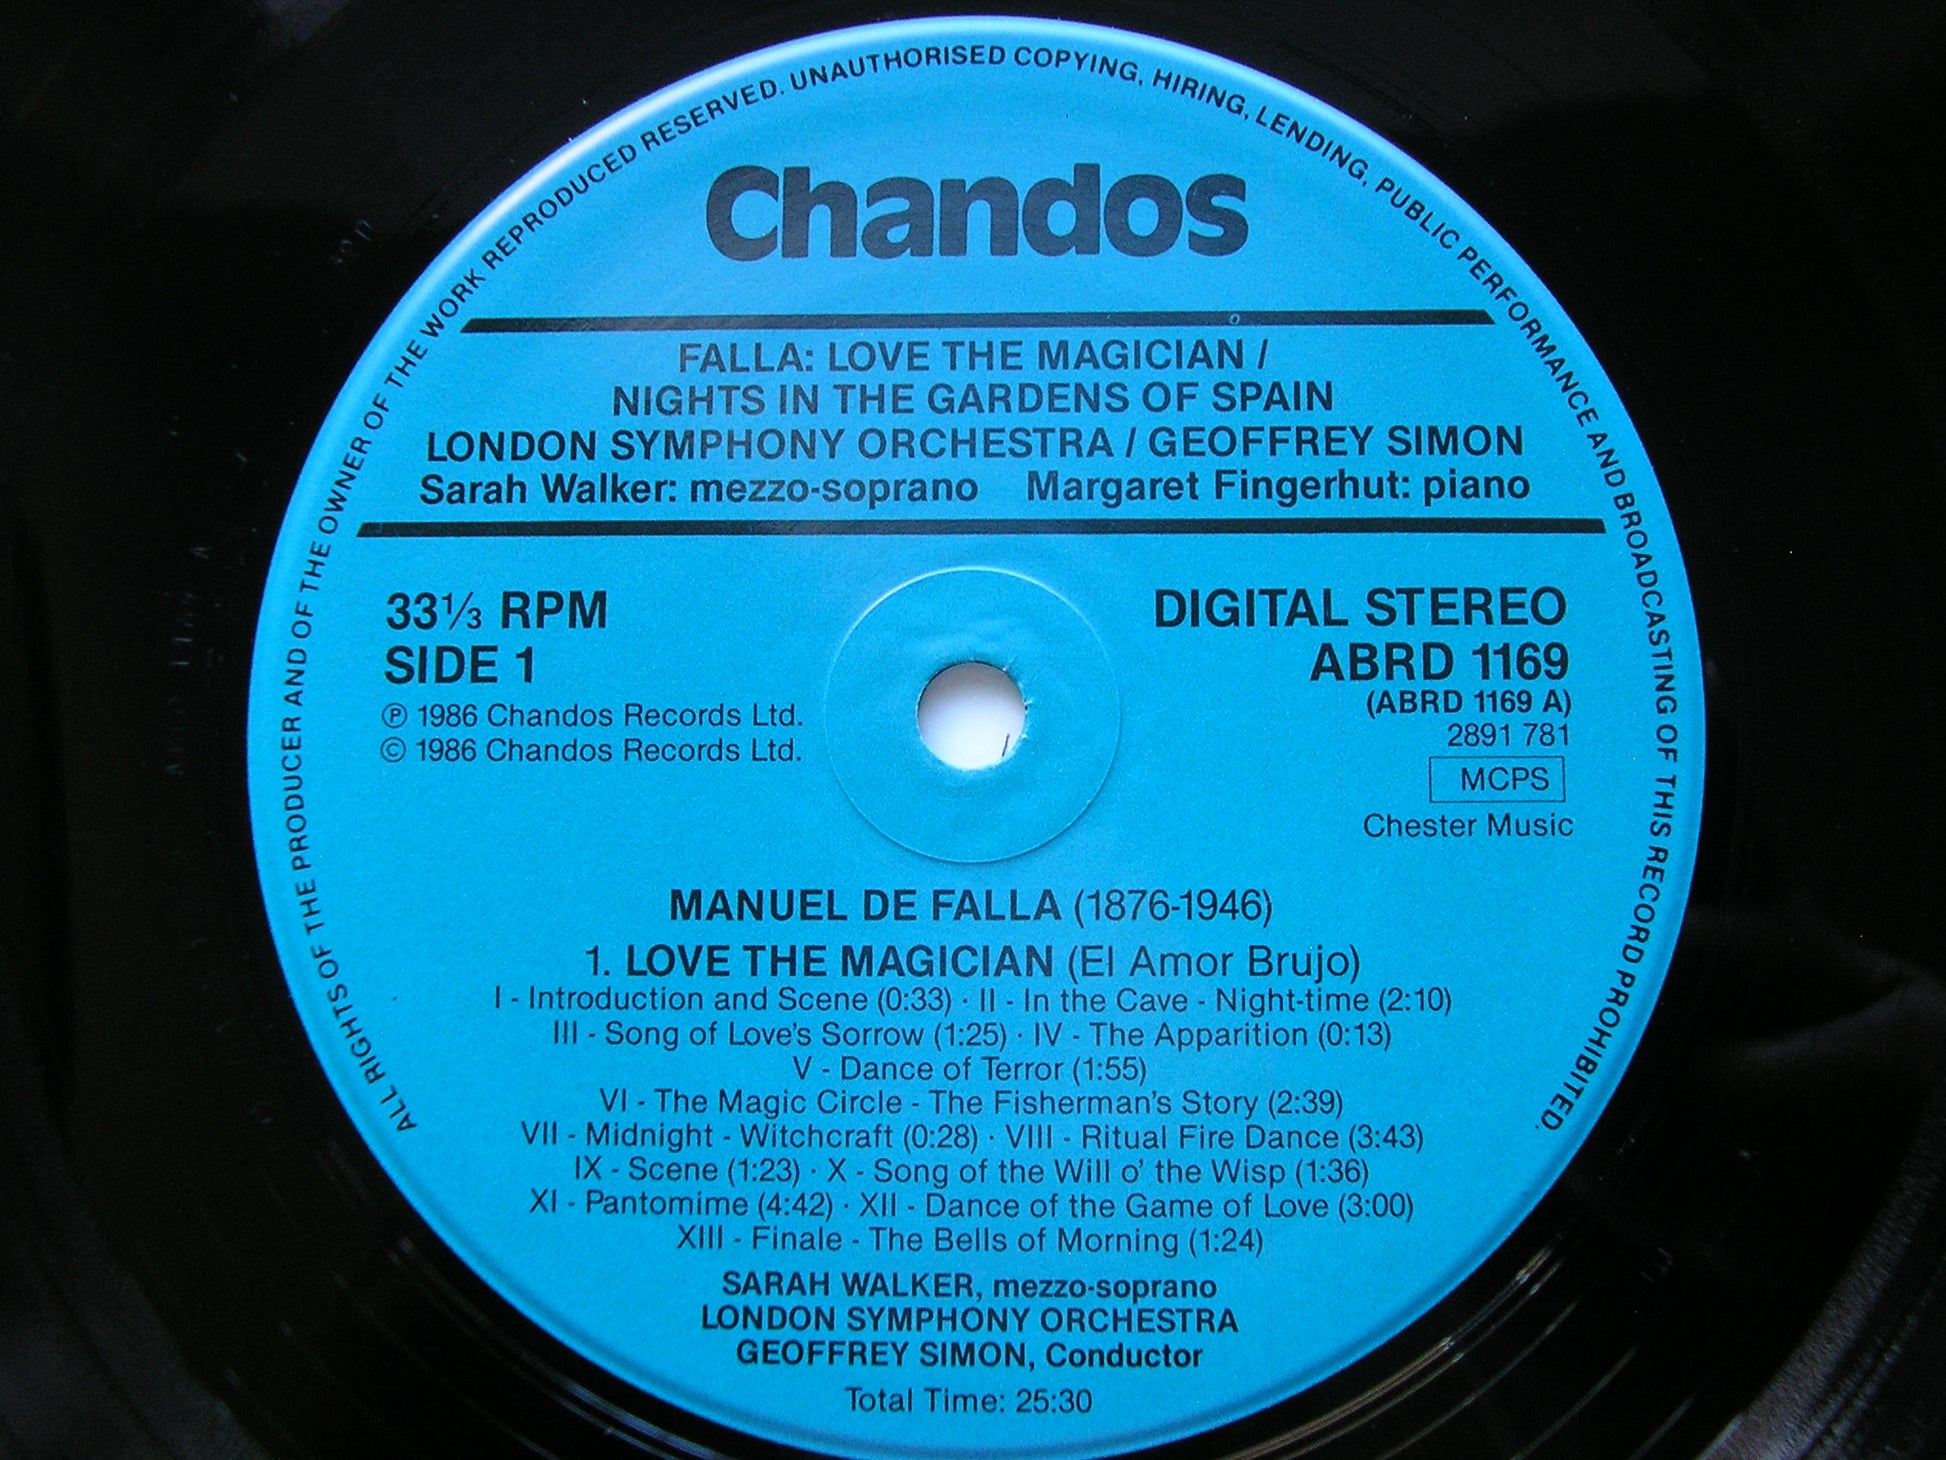 ALL RIGHTS OF THE PRODUCER AND OF THE OWNER OF THE WORK REPRODUCED RESERVED. UNAUTHORISED COPYING, HIRING, LENDING, PUBLIC PERFORMANCE AND BROADCASTING OF THIS RECORD PROHIBITED.
Chandos
FALLA: LOVE THE MAGICIAN /
NIGHTS IN THE GARDENS OF SPAIN
LONDON SYMPHONY ORCHESTRA / GEOFFREY SIMON
Sarah Walker: mezzo-soprano Margaret Fingerhut: piano
33⅓ RPM
SIDE 1
℗ 1986 Chandos Records Ltd.
© 1986 Chandos Records Ltd.
DIGITAL STEREO
ABRD 1169
(ABRD 1169 A)
2891 781
MCPS
Chester Music
MANUEL DE FALLA (1876-1946)
1. LOVE THE MAGICIAN (El Amor Brujo)
I - Introduction and Scene (0:33) · II - In the Cave - Night-time (2:10)
III - Song of Love's Sorrow (1:25) · IV - The Apparition (0:13)
V - Dance of Terror (1:55)
VI - The Magic Circle - The Fisherman's Story (2:39)
VII - Midnight - Witchcraft (0:28) · VIII - Ritual Fire Dance (3:43)
IX - Scene (1:23) · X - Song of the Will o' the Wisp (1:36)
XI - Pantomime (4:42) · XII - Dance of the Game of Love (3:00)
XIII - Finale - The Bells of Morning (1:24)
SARAH WALKER, mezzo-soprano
LONDON SYMPHONY ORCHESTRA
GEOFFREY SIMON, Conductor
Total Time: 25:30